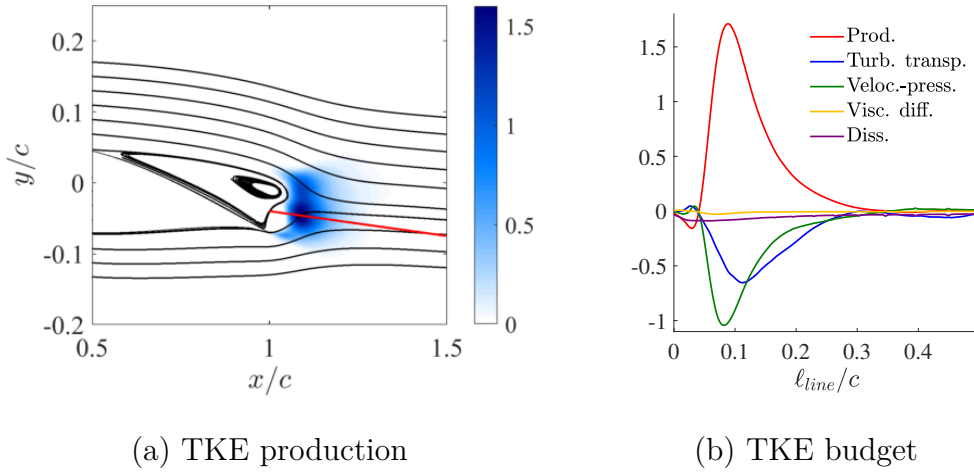 0.2
0.1
0
-0.1
-0.2
y/c
0.5
1
1.5
x/c
1.5
1
0.5
0
Prod.
Turb. transp.
Veloc.-press.
Visc. diff.
Diss.
1.5
1
0.5
0
-0.5
-1
0
0.1
0.2
0.3
0.4
ℓline/c
(a) TKE production
(b) TKE budget